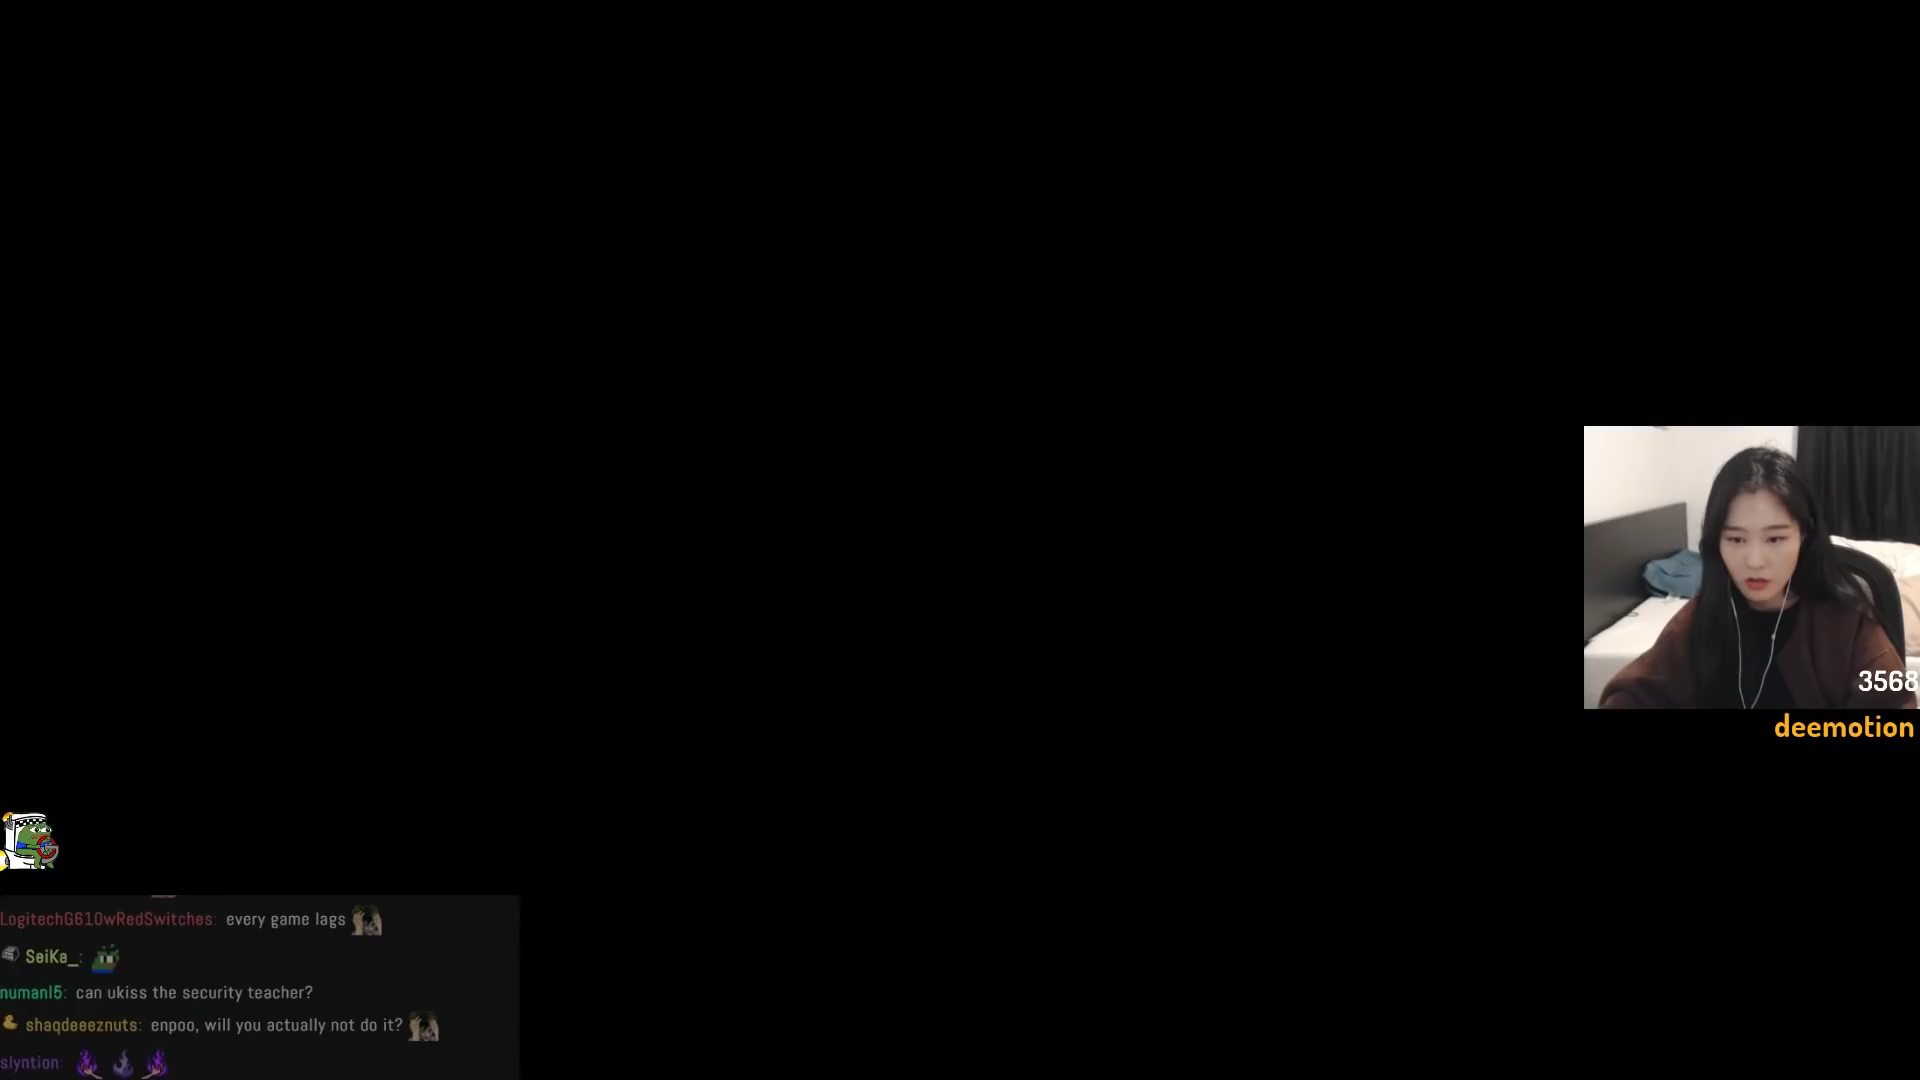 3568
deemotion
LogitechG610wRedSwitches: every game lags
SeiKa_:
numanl5: can ukiss the security teacher?
shaqdeeeznuts: enpoo, will you actually not do it?
slyntion: